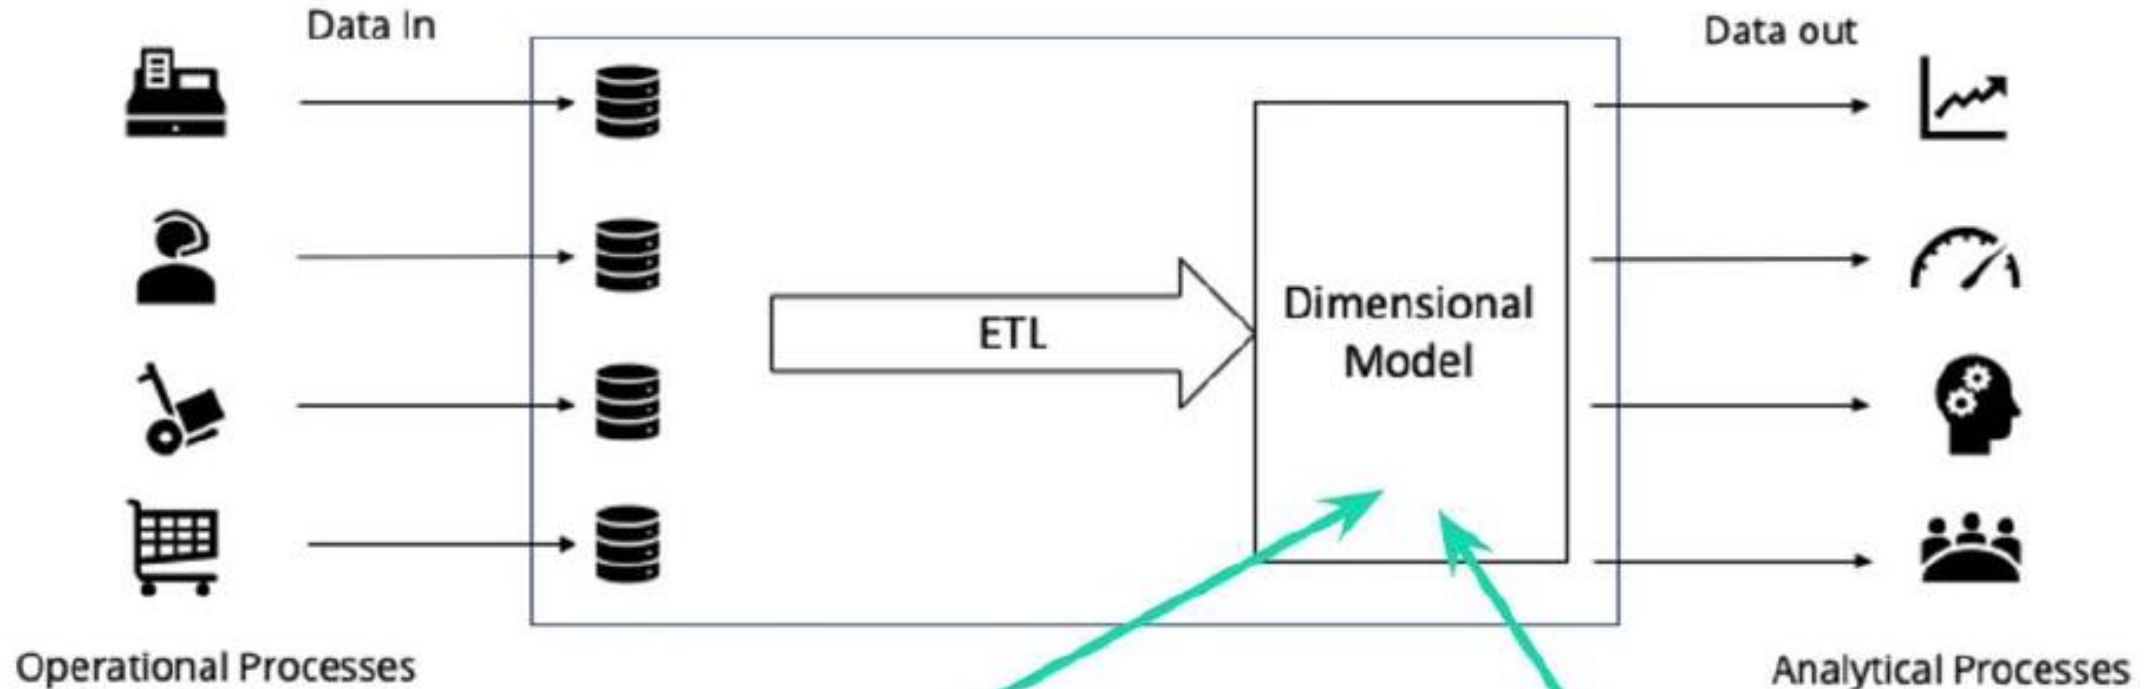 Data In
Data out
ETL
Dimensional
Model
Operational Processes
Analytical Processes